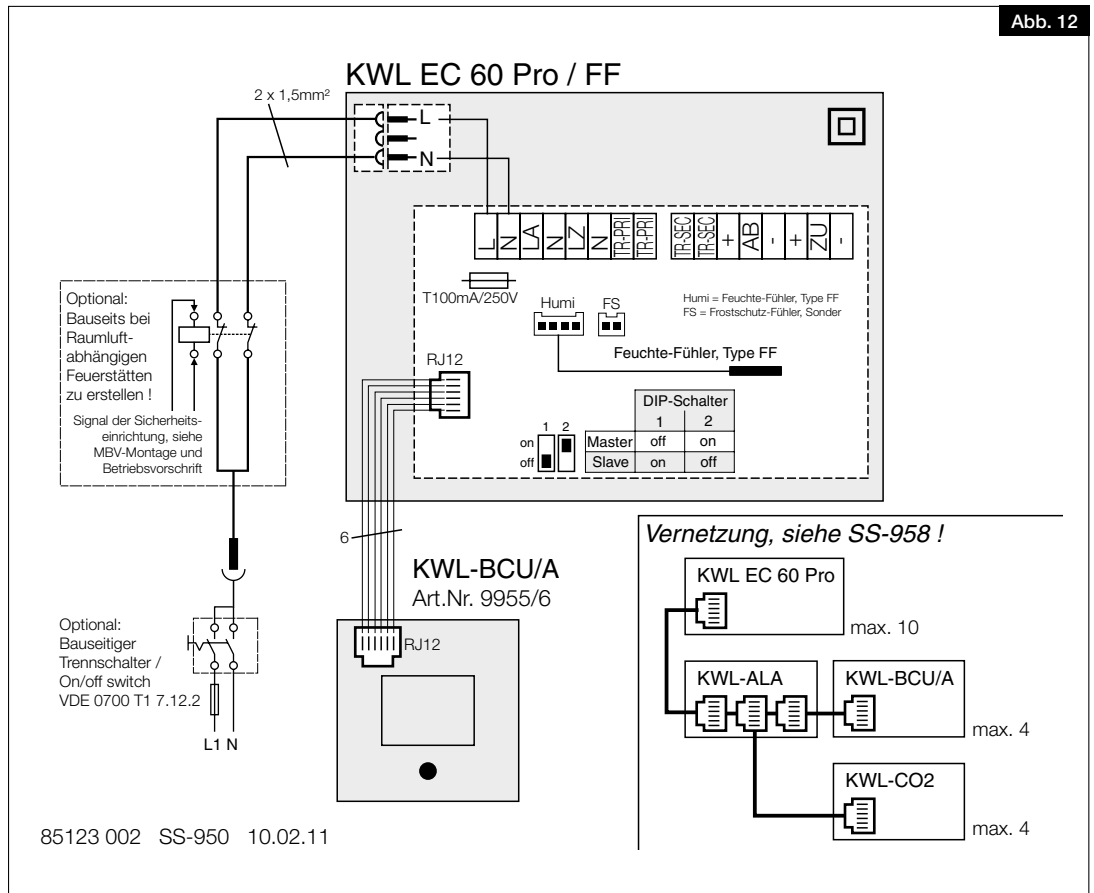 Abb. 12
KWL EC 60 Pro / FF
2 x 1,5mm²
L
N
L
N
LA
N
LZ
N
TR-PRI
TR-PRI
TR-SEC
TR-SEC
+
AB
-
+
ZU
-
T100mA/250V
Humi
FS
Humi = Feuchte-Fühler, Type FF
FS = Frostschutz-Fühler, Sonder
Feuchte-Fühler, Type FF
RJ12
DIP-Schalter
1 2
1 2
on
off
Master off on
Slave on off
Optional:
Bauseits bei
Raumluft-
abhängigen
Feuerstätten
zu erstellen !
Signal der Sicherheits-
einrichtung, siehe
MBV-Montage und
Betriebsvorschrift
6
KWL-BCU/A
Art.Nr. 9955/6
RJ12
Optional:
Bauseitiger
Trennschalter /
On/off switch
VDE 0700 T1 7.12.2
L1 N
Vernetzung, siehe SS-958 !
KWL EC 60 Pro
max. 10
KWL-ALA
KWL-BCU/A
max. 4
KWL-CO2
max. 4
85123 002 SS-950 10.02.11